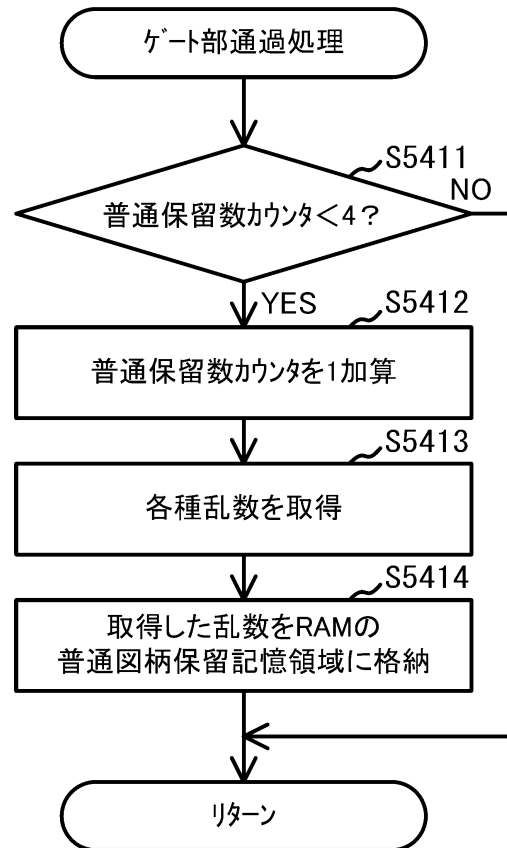 ｹﾞｰﾄ部通過処理
S5411
NO
普通保留数ｶｳﾝﾀ＜4？
YES
S5412
普通保留数ｶｳﾝﾀを1加算
S5413
各種乱数を取得
S5414
取得した乱数をRAMの
普通図柄保留記憶領域に格納
ﾘﾀｰﾝ